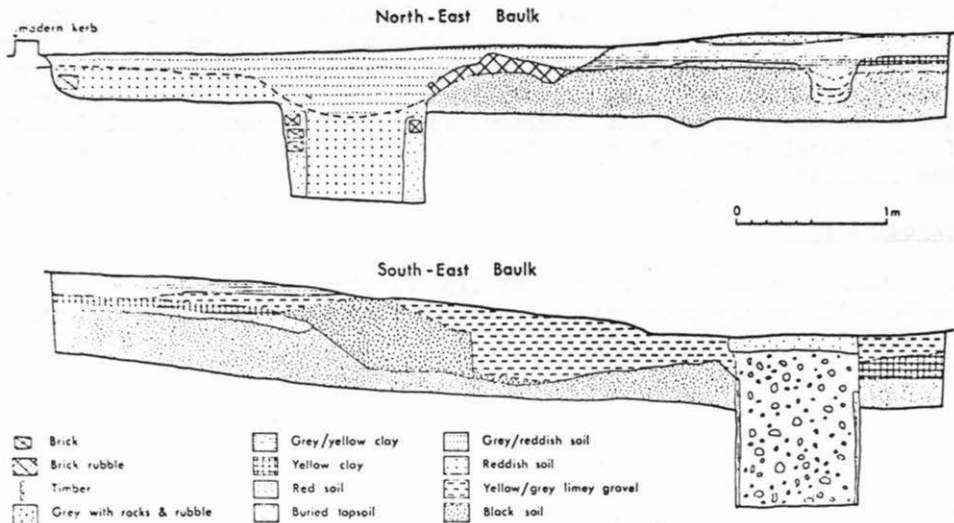 North-East Baulk
modern kerb
0 1m
South-East Baulk
Brick
Brick rubble
Timber
Grey with rocks & rubble
Grey/yellow clay
Yellow clay
Red soil
Buried topsoil
Grey/reddish soil
Reddish soil
Yellow/grey limey gravel
Black soil